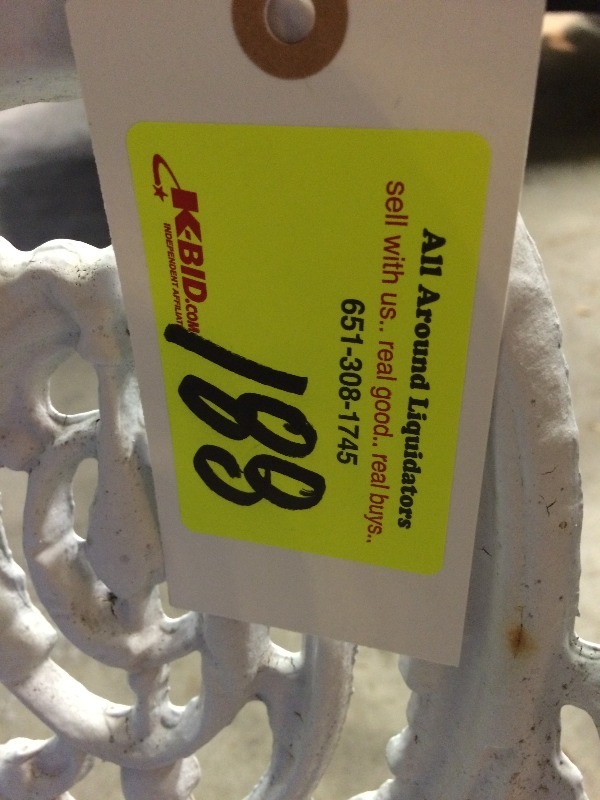 All Around Liquidators
sell with us.. real good.. real buys..
651-308-1745
K-BID.COM
INDEPENDENT AFFILIATE
188